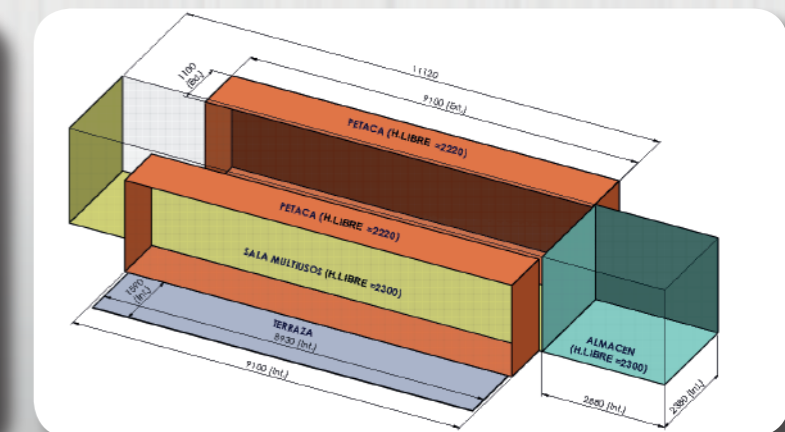 11120
1100
(Ext.)
9100 (Ext.)
PETACA (H.LIBRE =2220)
PETACA (H.LIBRE =2220)
SALA MULTIUSOS (H.LIBRE =2300)
1590
(Int.)
TERRAZA
8930 (Int.)
9100 (Int.)
ALMACEN
(H.LIBRE =2300)
2880 (Int.)
2380 (Int.)